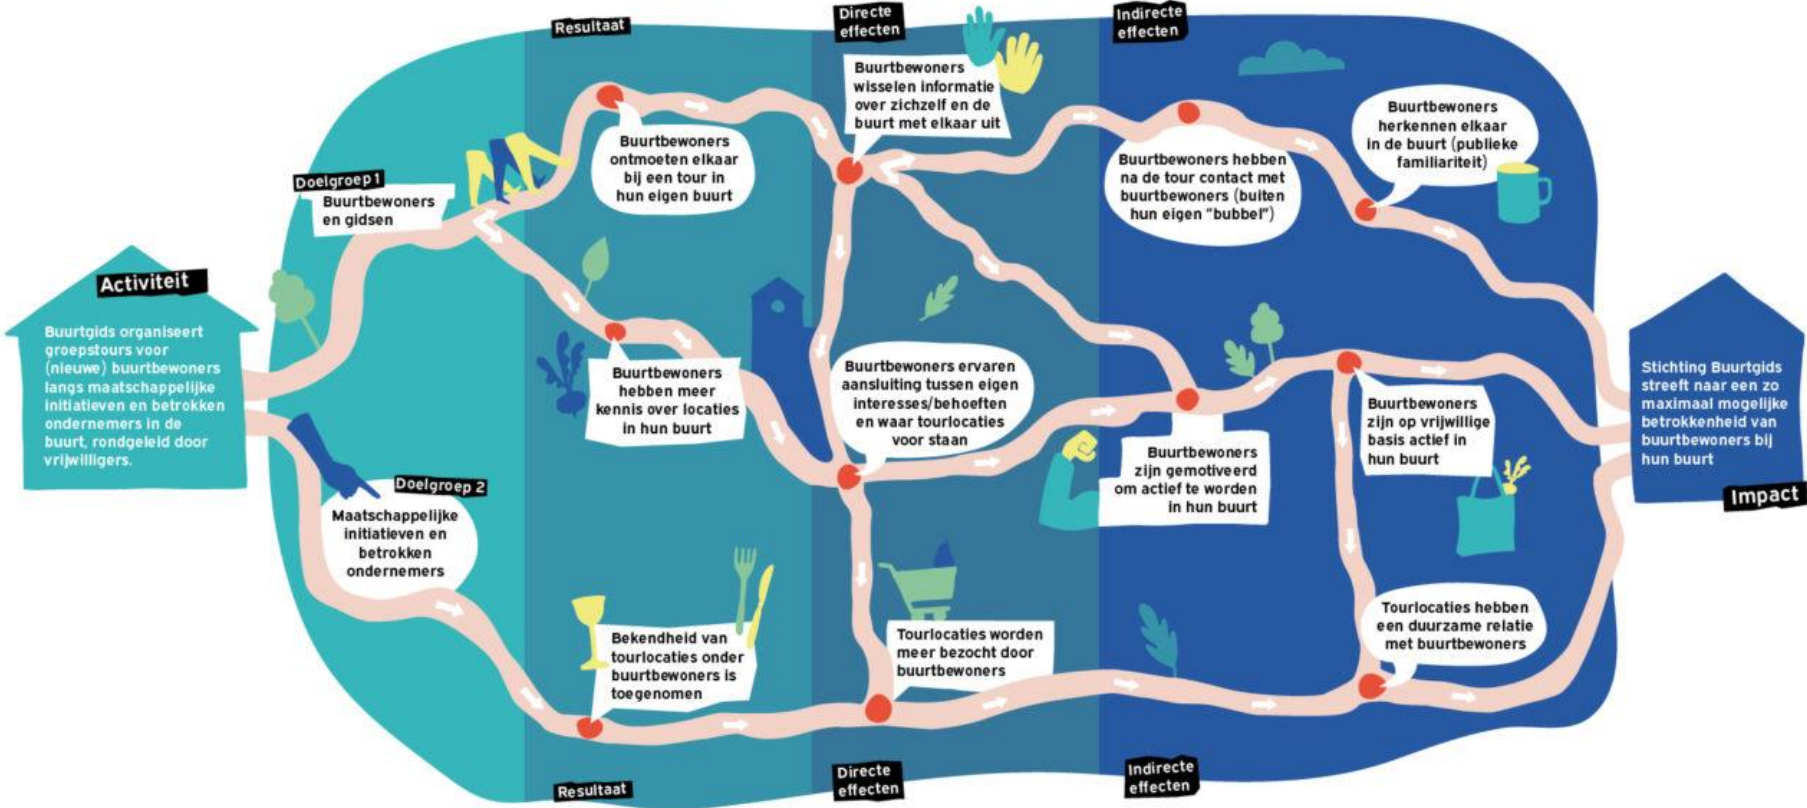 Activiteit
Buurtgids organiseert
groepstours voor
(nieuwe) buurtbewoners
langs maatschappelijke
initiatieven en betrokken
ondernemers in de
buurt, rondgeleid door
vrijwilligers.
Doelgroep 1
Buurtbewoners
en gidsen
Doelgroep 2
Maatschappelijke
initiatieven en
betrokken
ondernemers
Resultaat
Buurtbewoners
ontmoeten elkaar
bij een tour in
hun eigen buurt
Buurtbewoners
hebben meer
kennis over locaties
in hun buurt
Bekendheid van
tourlocaties onder
buurtbewoners is
toegenomen
Resultaat
Directe
effecten
Buurtbewoners
wisselen informatie
over zichzelf en de
buurt met elkaar uit
Buurtbewoners ervaren
aansluiting tussen eigen
interesses/behoeften
en waar tourlocaties
voor staan
Tourlocaties worden
meer bezocht door
buurtbewoners
Directe
effecten
Indirecte
effecten
Buurtbewoners hebben
na de tour contact met
buurtbewoners (buiten
hun eigen "bubbel")
Buurtbewoners
herkennen elkaar
in de buurt (publieke
familiariteit)
Buurtbewoners
zijn gemotiveerd
om actief te worden
in hun buurt
Buurtbewoners
zijn op vrijwillige
basis actief in
hun buurt
Tourlocaties hebben
een duurzame relatie
met buurtbewoners
Indirecte
effecten
Stichting Buurtgids
streeft naar een zo
maximaal mogelijke
betrokkenheid van
buurtbewoners bij
hun buurt
Impact